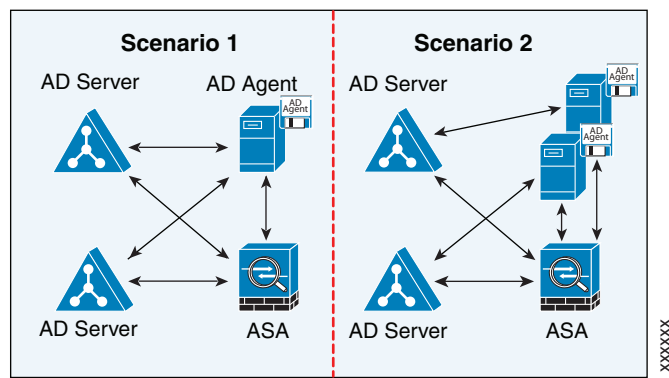 Scenario 1
Scenario 2
AD Server
AD Agent
AD Server
AD
Agent
AD
Agent
AD
Agent
AD Server
ASA
AD Server
ASA
xxxxxx